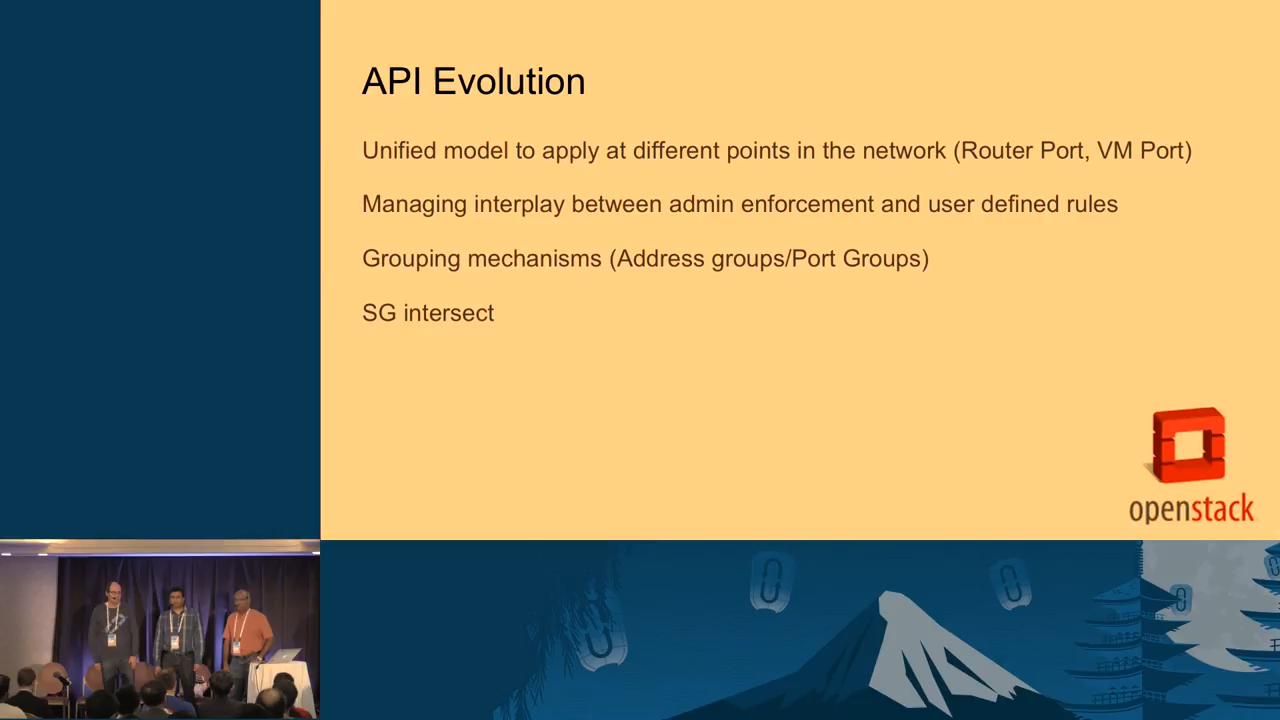 API Evolution
Unified model to apply at different points in the network (Router Port, VM Port)
Managing interplay between admin enforcement and user defined rules
Grouping mechanisms (Address groups/Port Groups)
SG intersect
openstack